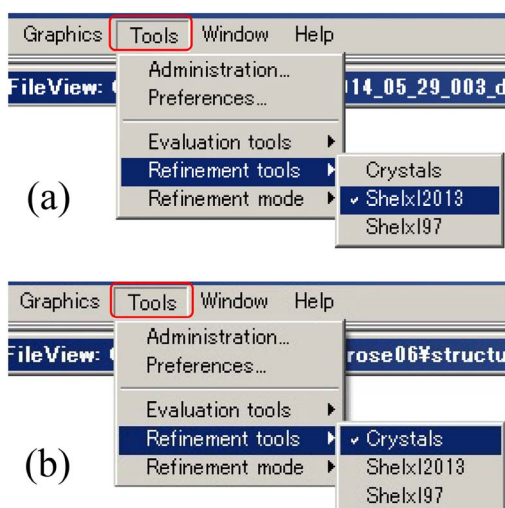 Graphics Tools Window Help
Administration...
FileView: 014_05_29_003_d
Preferences...
Evaluation tools
Refinement tools Crystals
(a) Refinement mode Shelxl2013
Shelxl97
Graphics Tools Window Help
Administration...
FileView: rose06¥structu
Preferences...
Evaluation tools
Refinement tools Crystals
(b) Refinement mode Shelxl2013
Shelxl97